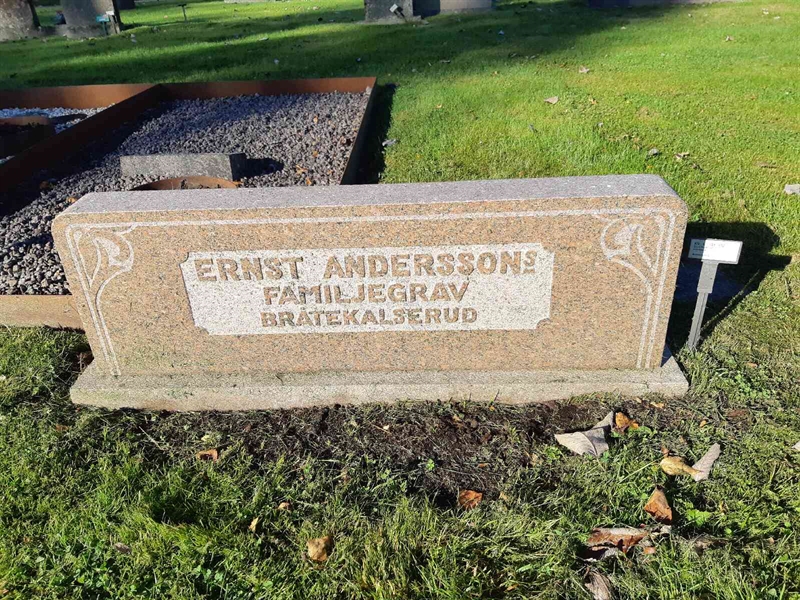 ERNST ANDERSSONS
FAMILJEGRAV
BRÅTEKALSERUD